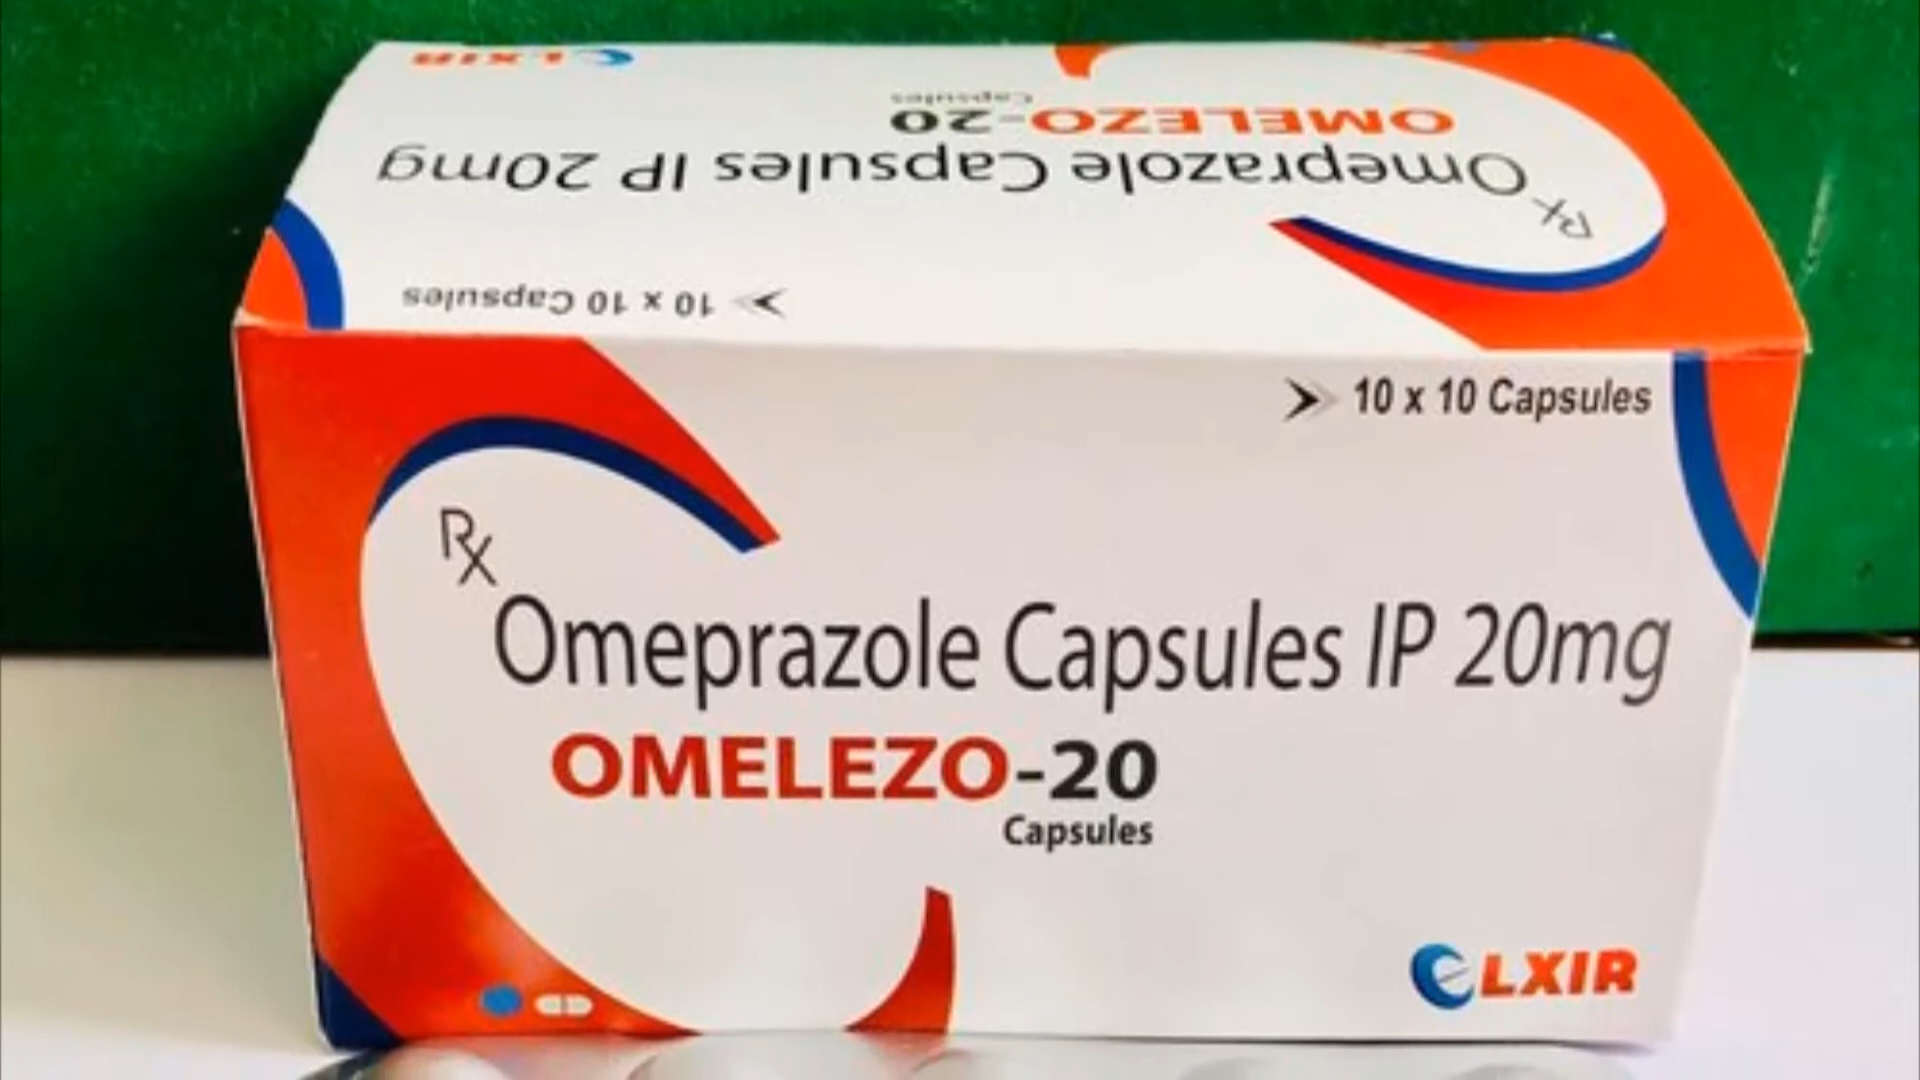 ELXIR
Capsules
OMELEZO-20
Rx Omeprazole Capsules IP 20mg
10 x 10 Capsules
10 x 10 Capsules
Rx
Omeprazole Capsules IP 20mg
OMELEZO-20
Capsules
ELXIR